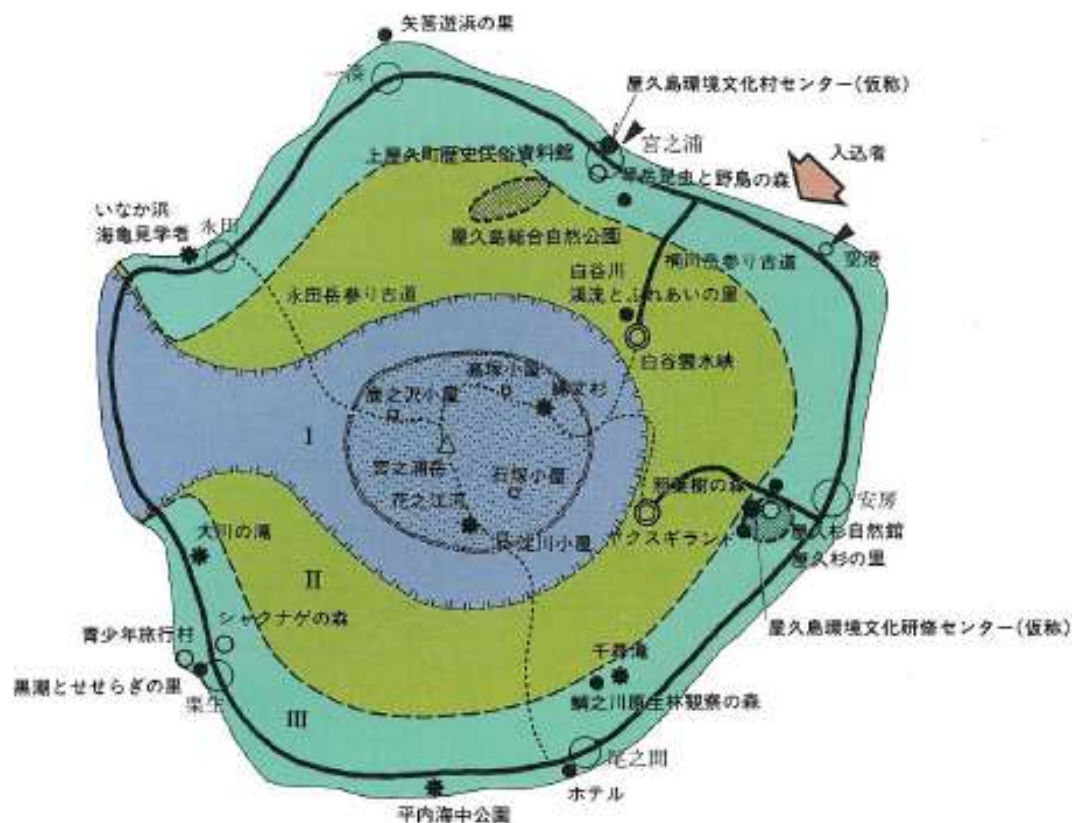 矢筈遊浜の里
一湊
屋久島環境文化村センター(仮称)
宮之浦
上屋久町歴史民俗資料館
昆虫と野鳥の森
入込者
いなか浜
海亀見学者
永田
屋久島総合自然公園
楠川岳参り古道
空港
白谷川
渓流とふれあいの里
永田岳参り古道
白谷雲水峡
高塚小屋
鹿之沢小屋
縄文杉
I
宮之浦岳
石塚小屋
花之江河
淀川小屋
野生樹の森
安房
ヤクスギランド
屋久杉自然館
屋久杉の里
大川の滝
II
シャクナゲの森
屋久島環境文化研修センター(仮称)
青少年旅行村
千尋滝
黒潮とせせらぎの里
栗生
鯛之川原生林観察の森
III
尾之間
ホテル
平内海中公園